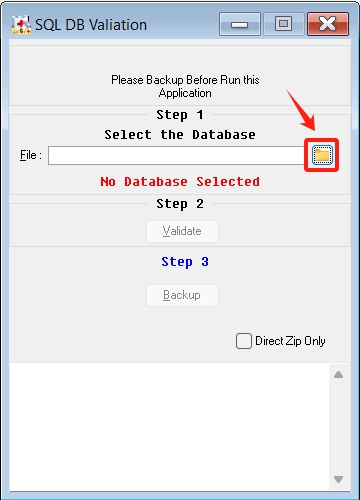 SQL DB Valiation
Please Backup Before Run this
Application
Step 1
Select the Database
File :
No Database Selected
Step 2
Validate
Step 3
Backup
Direct Zip Only